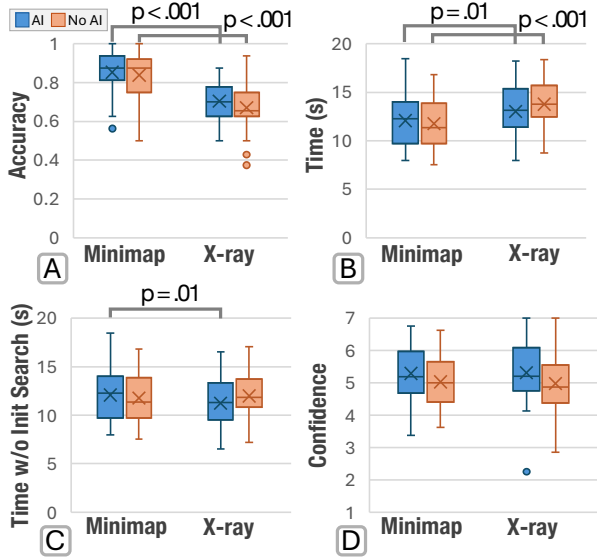 AI No AI
p < .001
p < .001
1
0.8
0.6
0.4
0.2
0
Accuracy
Minimap X-ray
A
p = .01
p < .001
20
15
10
5
0
Time (s)
Minimap X-ray
B
p = .01
20
15
10
5
0
Time w/o Init Search (s)
Minimap X-ray
C
7
6
5
4
3
2
1
Confidence
Minimap X-ray
D